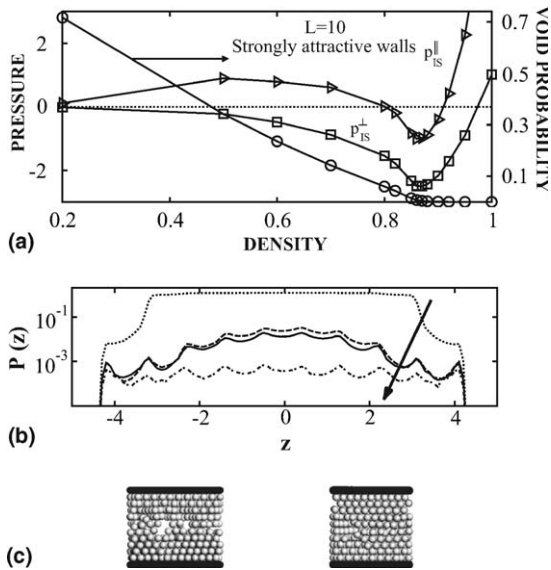 L=10
Strongly attractive walls
p∥IS
p⊥IS
PRESSURE
2
0
-2
VOID PROBABILITY
0.7
0.5
0.3
0.1
0.2
0.4
0.6
0.8
1
DENSITY
(a)
P (z)
10⁻¹
10⁻³
-4
-2
0
2
4
z
(b)
(c)